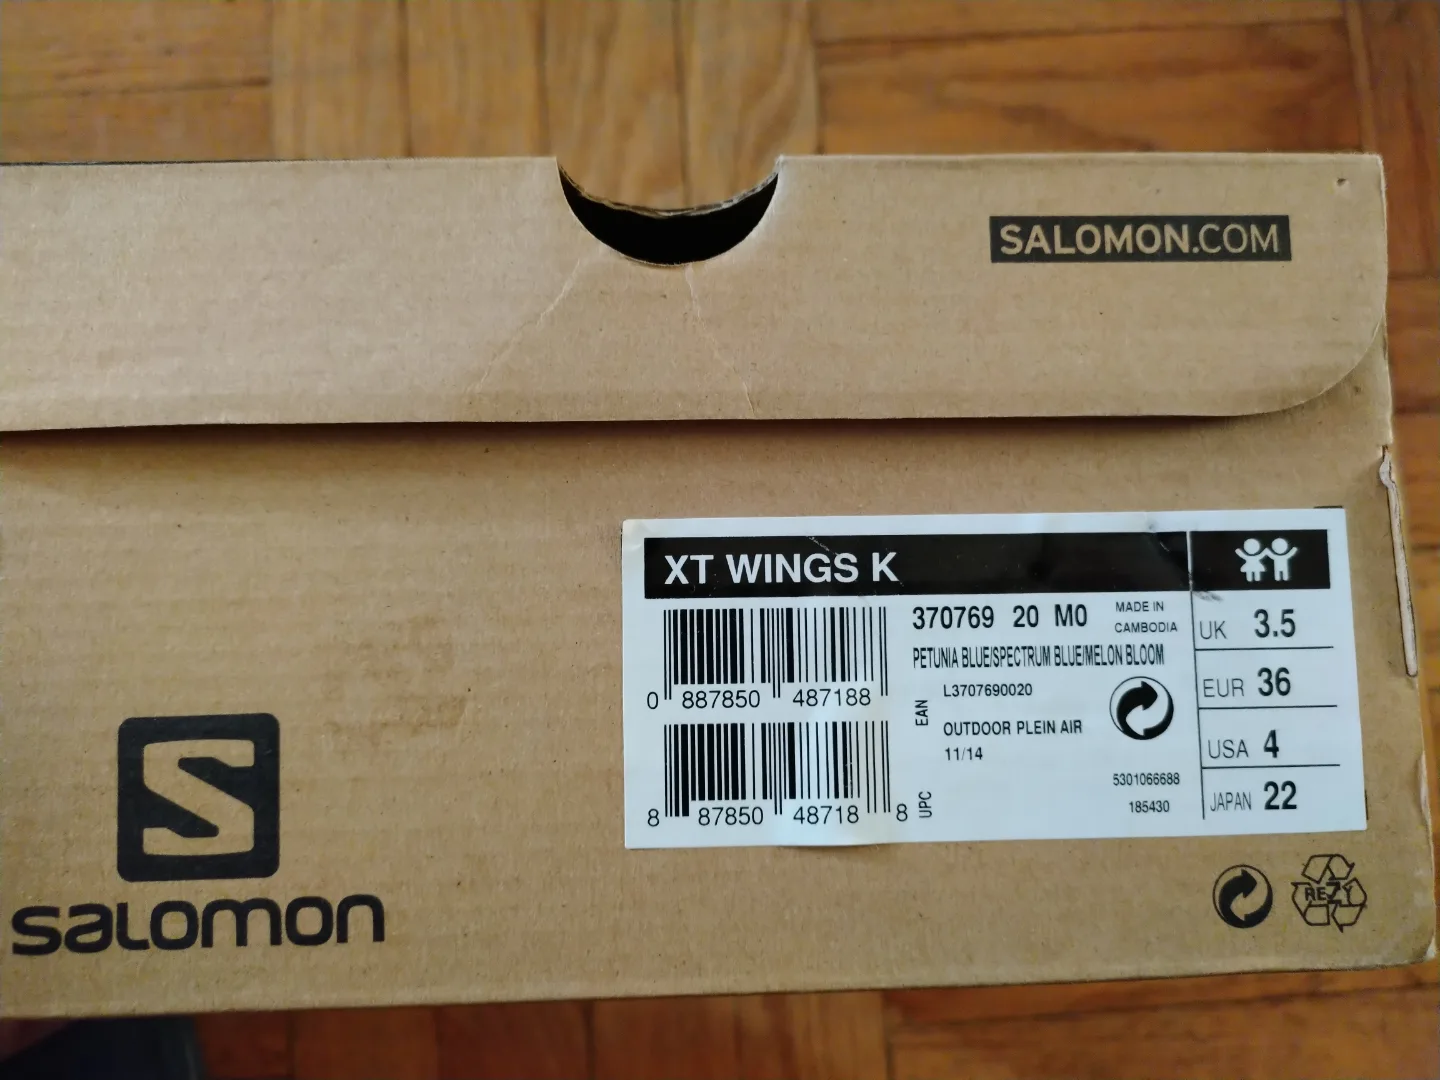 SALOMON.COM
XT WINGS K
370769 20 M0
MADE IN
CAMBODIA
PETUNIA BLUE/SPECTRUM BLUE/MELON BLOOM
L3707690020
OUTDOOR PLEIN AIR
11/14
5301066688
185430
0 887850 487188
EAN
8 87850 48718 8
UPC
UK 3.5
EUR 36
USA 4
JAPAN 22
S
SALOMON
REZY